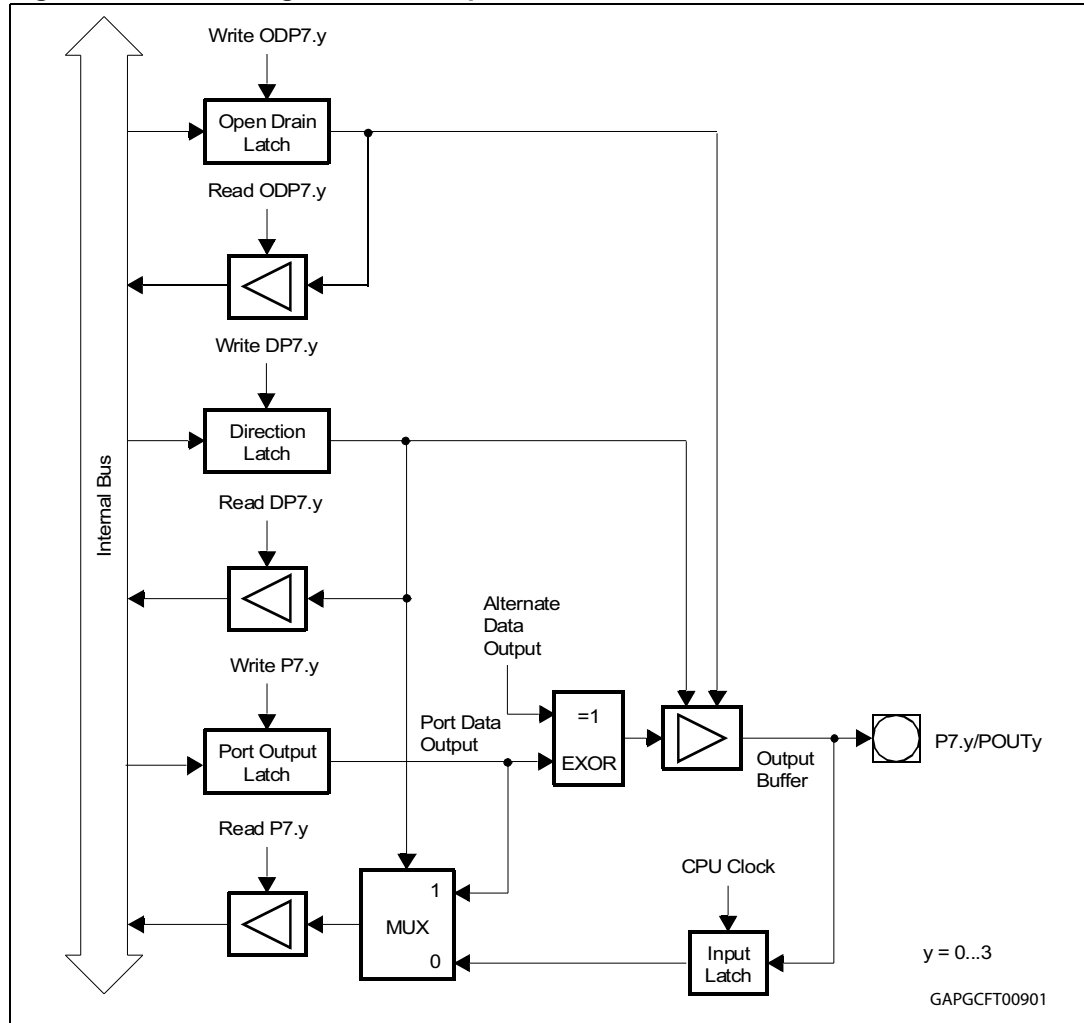 Write ODP7.y
Open Drain
Latch
Read ODP7.y
Write DP7.y
Direction
Latch
Internal Bus
Read DP7.y
Alternate
Data
Output
Write P7.y
=1
EXOR
Port Data
Output
Port Output
Latch
P7.y/POUTy
Output
Buffer
Read P7.y
CPU Clock
1
MUX
0
Input
Latch
y = 0...3
GAPGCFT00901